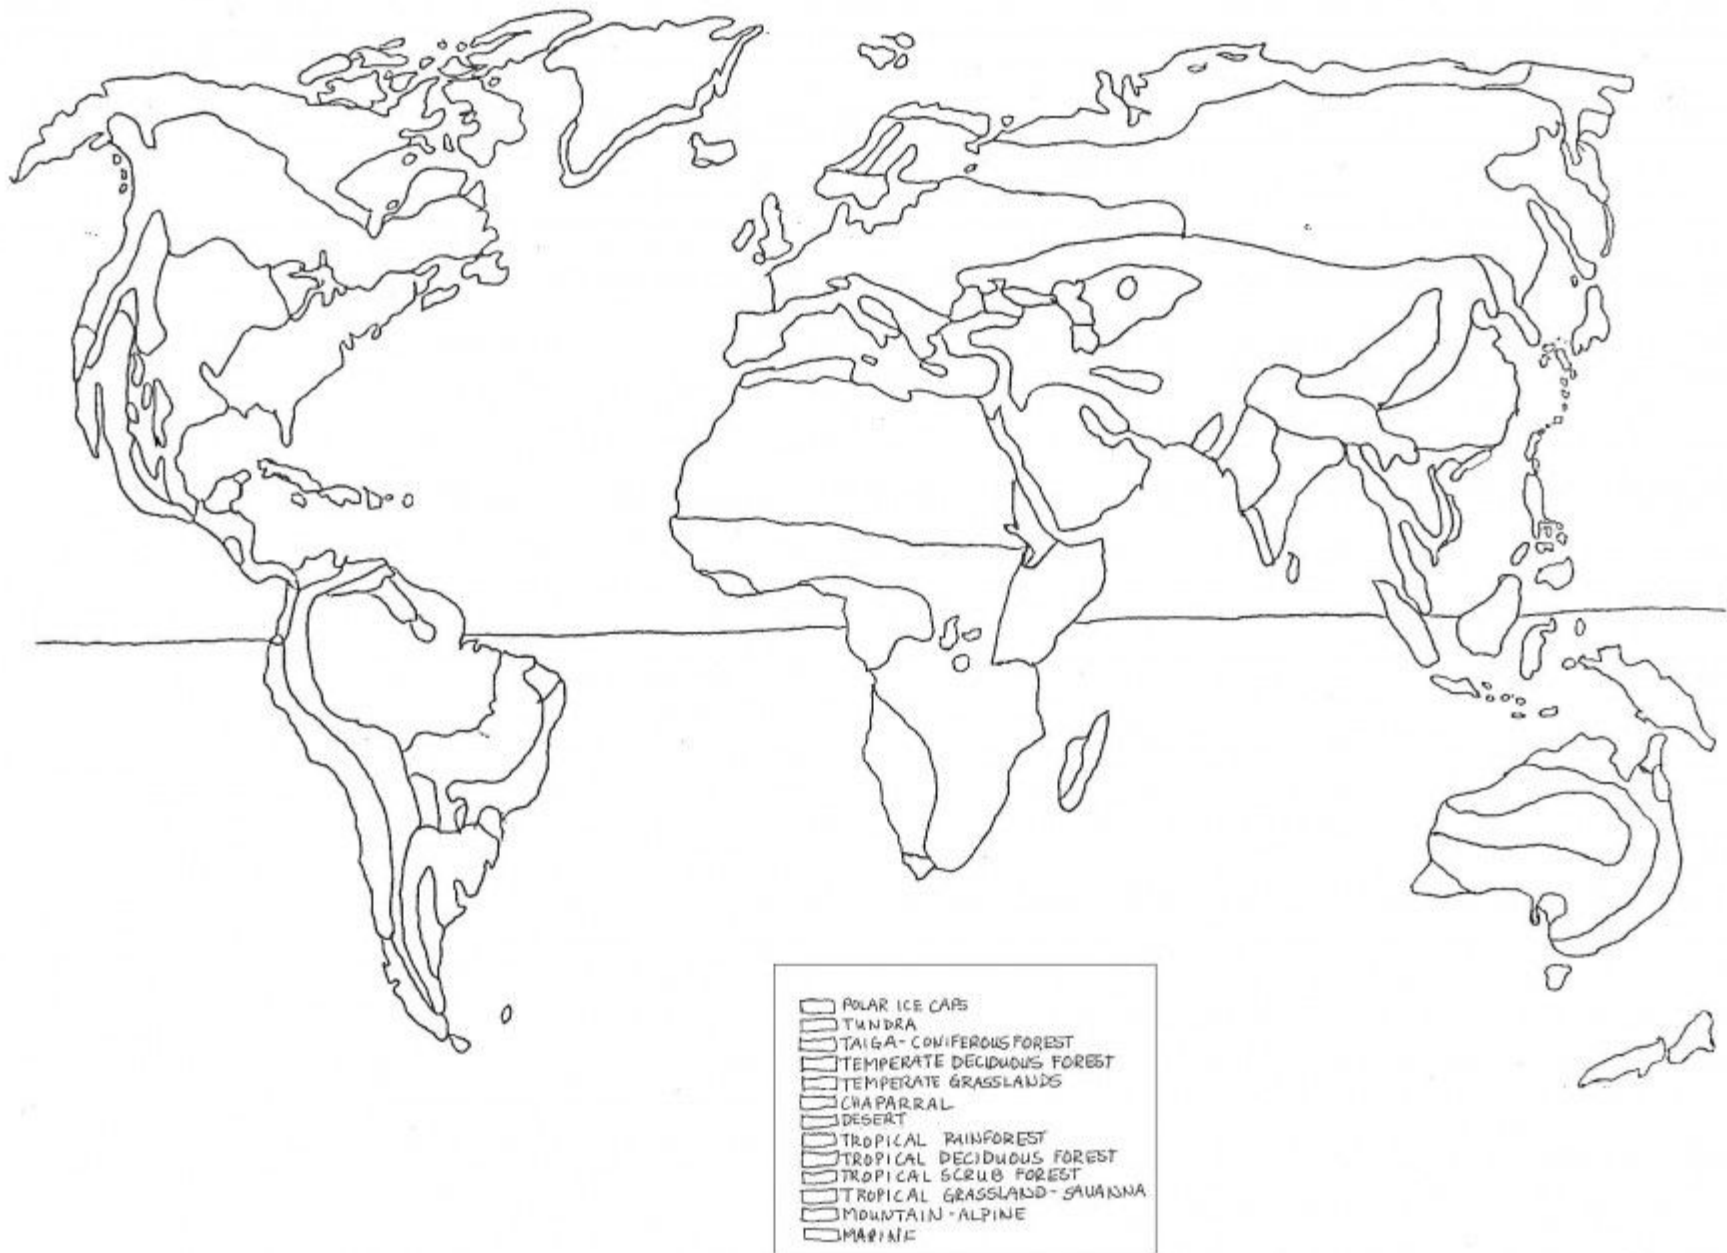 POLAR ICE CAPS
TUNDRA
TAIGA-CONIFEROUS FOREST
TEMPERATE DECIDUOUS FOREST
TEMPERATE GRASSLANDS
CHAPARRAL
DESERT
TROPICAL RAINFOREST
TROPICAL DECIDUOUS FOREST
TROPICAL SCRUB FOREST
TROPICAL GRASSLAND-SAVANNA
MOUNTAIN-ALPINE
MARINE